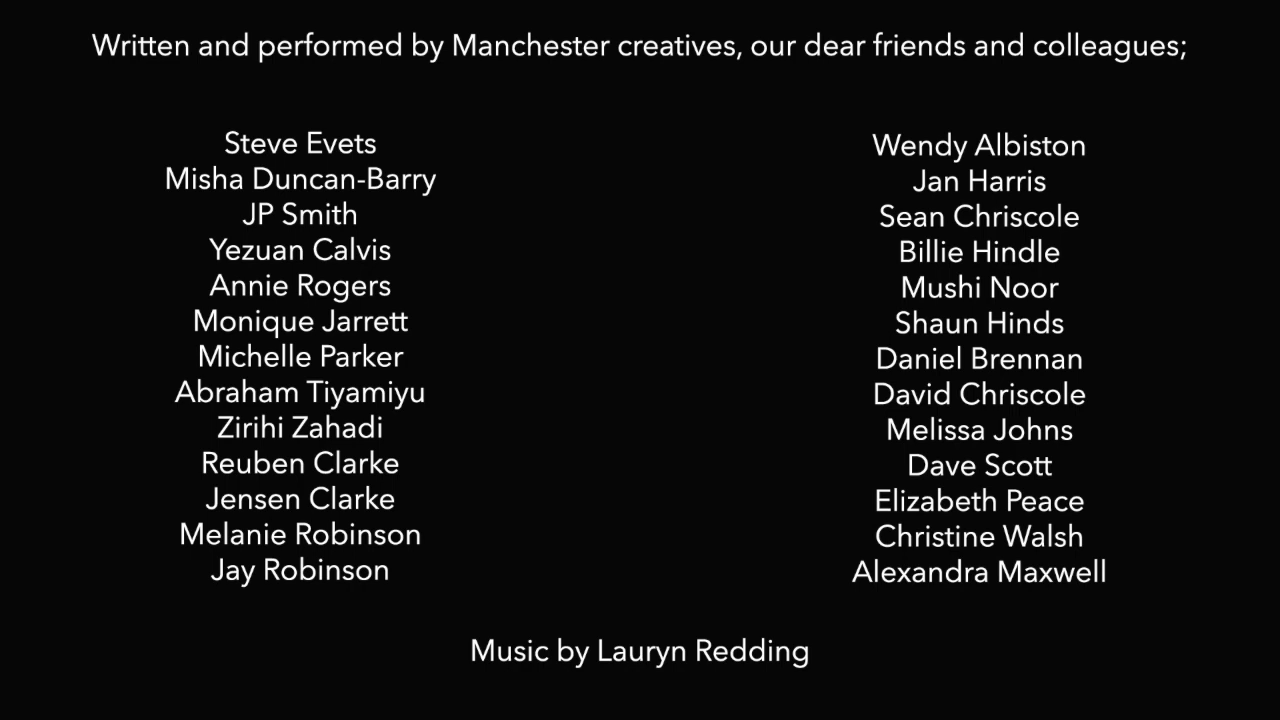 Written and performed by Manchester creatives, our dear friends and colleagues;
Steve Evets
Misha Duncan-Barry
JP Smith
Yezuan Calvis
Annie Rogers
Monique Jarrett
Michelle Parker
Abraham Tiyamiyu
Zirihi Zahadi
Reuben Clarke
Jensen Clarke
Melanie Robinson
Jay Robinson
Wendy Albiston
Jan Harris
Sean Chriscole
Billie Hindle
Mushi Noor
Shaun Hinds
Daniel Brennan
David Chriscole
Melissa Johns
Dave Scott
Elizabeth Peace
Christine Walsh
Alexandra Maxwell
Music by Lauryn Redding